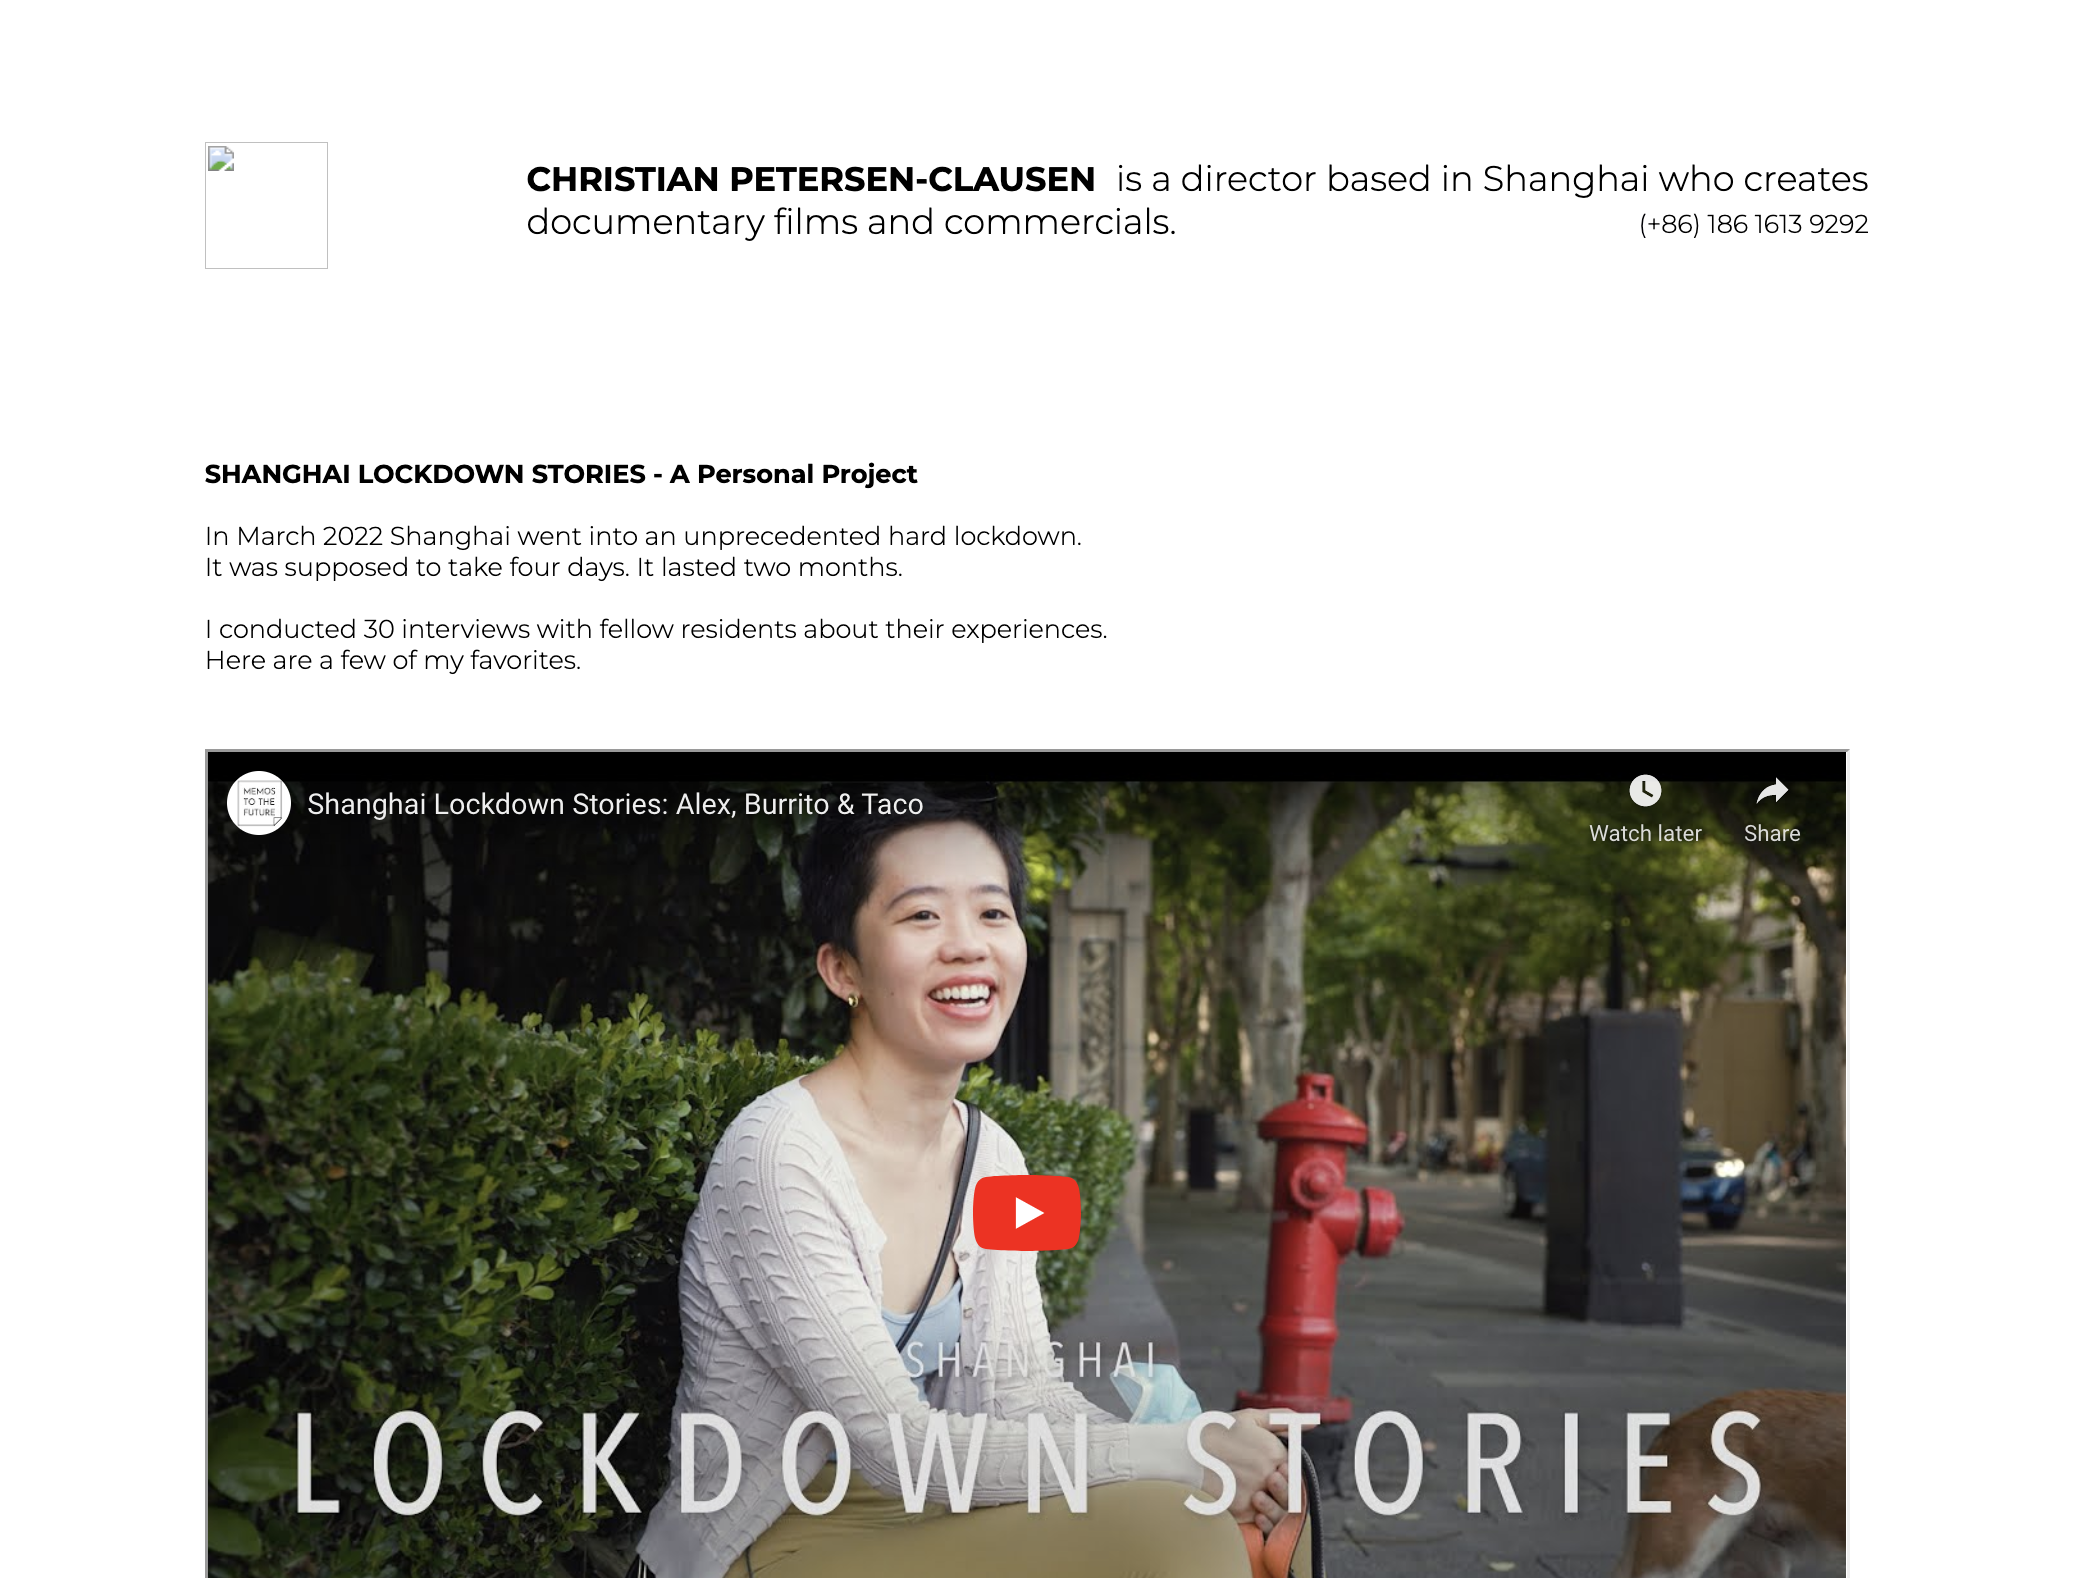 CHRISTIAN PETERSEN-CLAUSEN is a director based in Shanghai who creates
documentary films and commercials.
(+86) 186 1613 9292
SHANGHAI LOCKDOWN STORIES - A Personal Project
In March 2022 Shanghai went into an unprecedented hard lockdown.
It was supposed to take four days. It lasted two months.
I conducted 30 interviews with fellow residents about their experiences.
Here are a few of my favorites.
MEMOS
TO THE
FUTURE
Shanghai Lockdown Stories: Alex, Burrito & Taco
Watch later
Share
SHANGHAI
LOCKDOWN STORIES